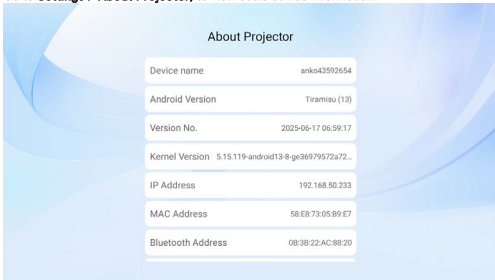 About Projector
Device name anko43592654
Android Version Tiramisu (13)
Version No. 2025-06-17 06:59:17
Kernel Version 5.15.119-android13-8-ge36979572a72...
IP Address 192.168.50.233
MAC Address 58:E8:73:05:B9:E7
Bluetooth Address 0B:3B:22:AC:88:20